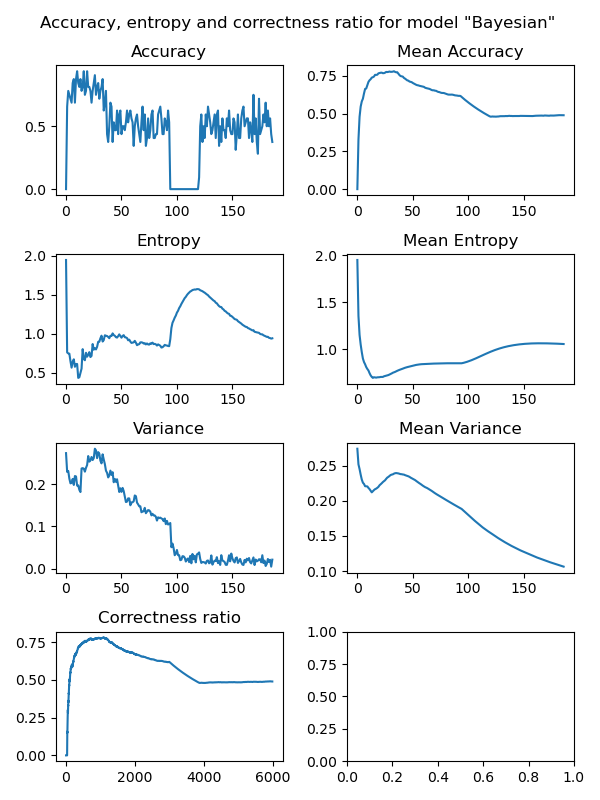 Accuracy, entropy and correctness ratio for model "Bayesian"
Accuracy
0.5
0.0
0 50 100 150
Mean Accuracy
0.75
0.50
0.25
0.00
0 50 100 150
Entropy
2.0
1.5
1.0
0.5
0 50 100 150
Mean Entropy
2.0
1.5
1.0
0 50 100 150
Variance
0.2
0.1
0.0
0 50 100 150
Mean Variance
0.25
0.20
0.15
0.10
0 50 100 150
Correctness ratio
0.75
0.50
0.25
0.00
0 2000 4000 6000
1.00
0.75
0.50
0.25
0.00
0.0 0.2 0.4 0.6 0.8 1.0